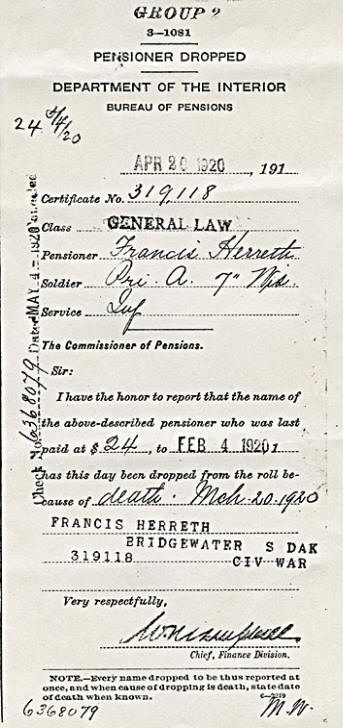 GROUP 2
3—1081
PENSIONER DROPPED
DEPARTMENT OF THE INTERIOR
BUREAU OF PENSIONS
24 5/4/20
APR 20 1920, 191
Certificate No. 319,118
Class GENERAL LAW
Pensioner Francis Herreth
Soldier Pri. A. 7" Wis.
Service Inf
The Commissioner of Pensions.
Sir:
I have the honor to report that the name of
the above-described pensioner who was last
paid at $ 24, to FEB 4 1920 1
has this day been dropped from the roll be-
cause of death. Mch. 20. 1920
FRANCIS HERRETH
BRIDGEWATER S DAK
319118 CIV WAR
Very respectfully,
Chief, Finance Division.
NOTE.—Every name dropped to be thus reported at
once, and when cause of dropping is death, state date
of death when known.
6368079
Check No. 6368079 Dated MAY 4 - 1920